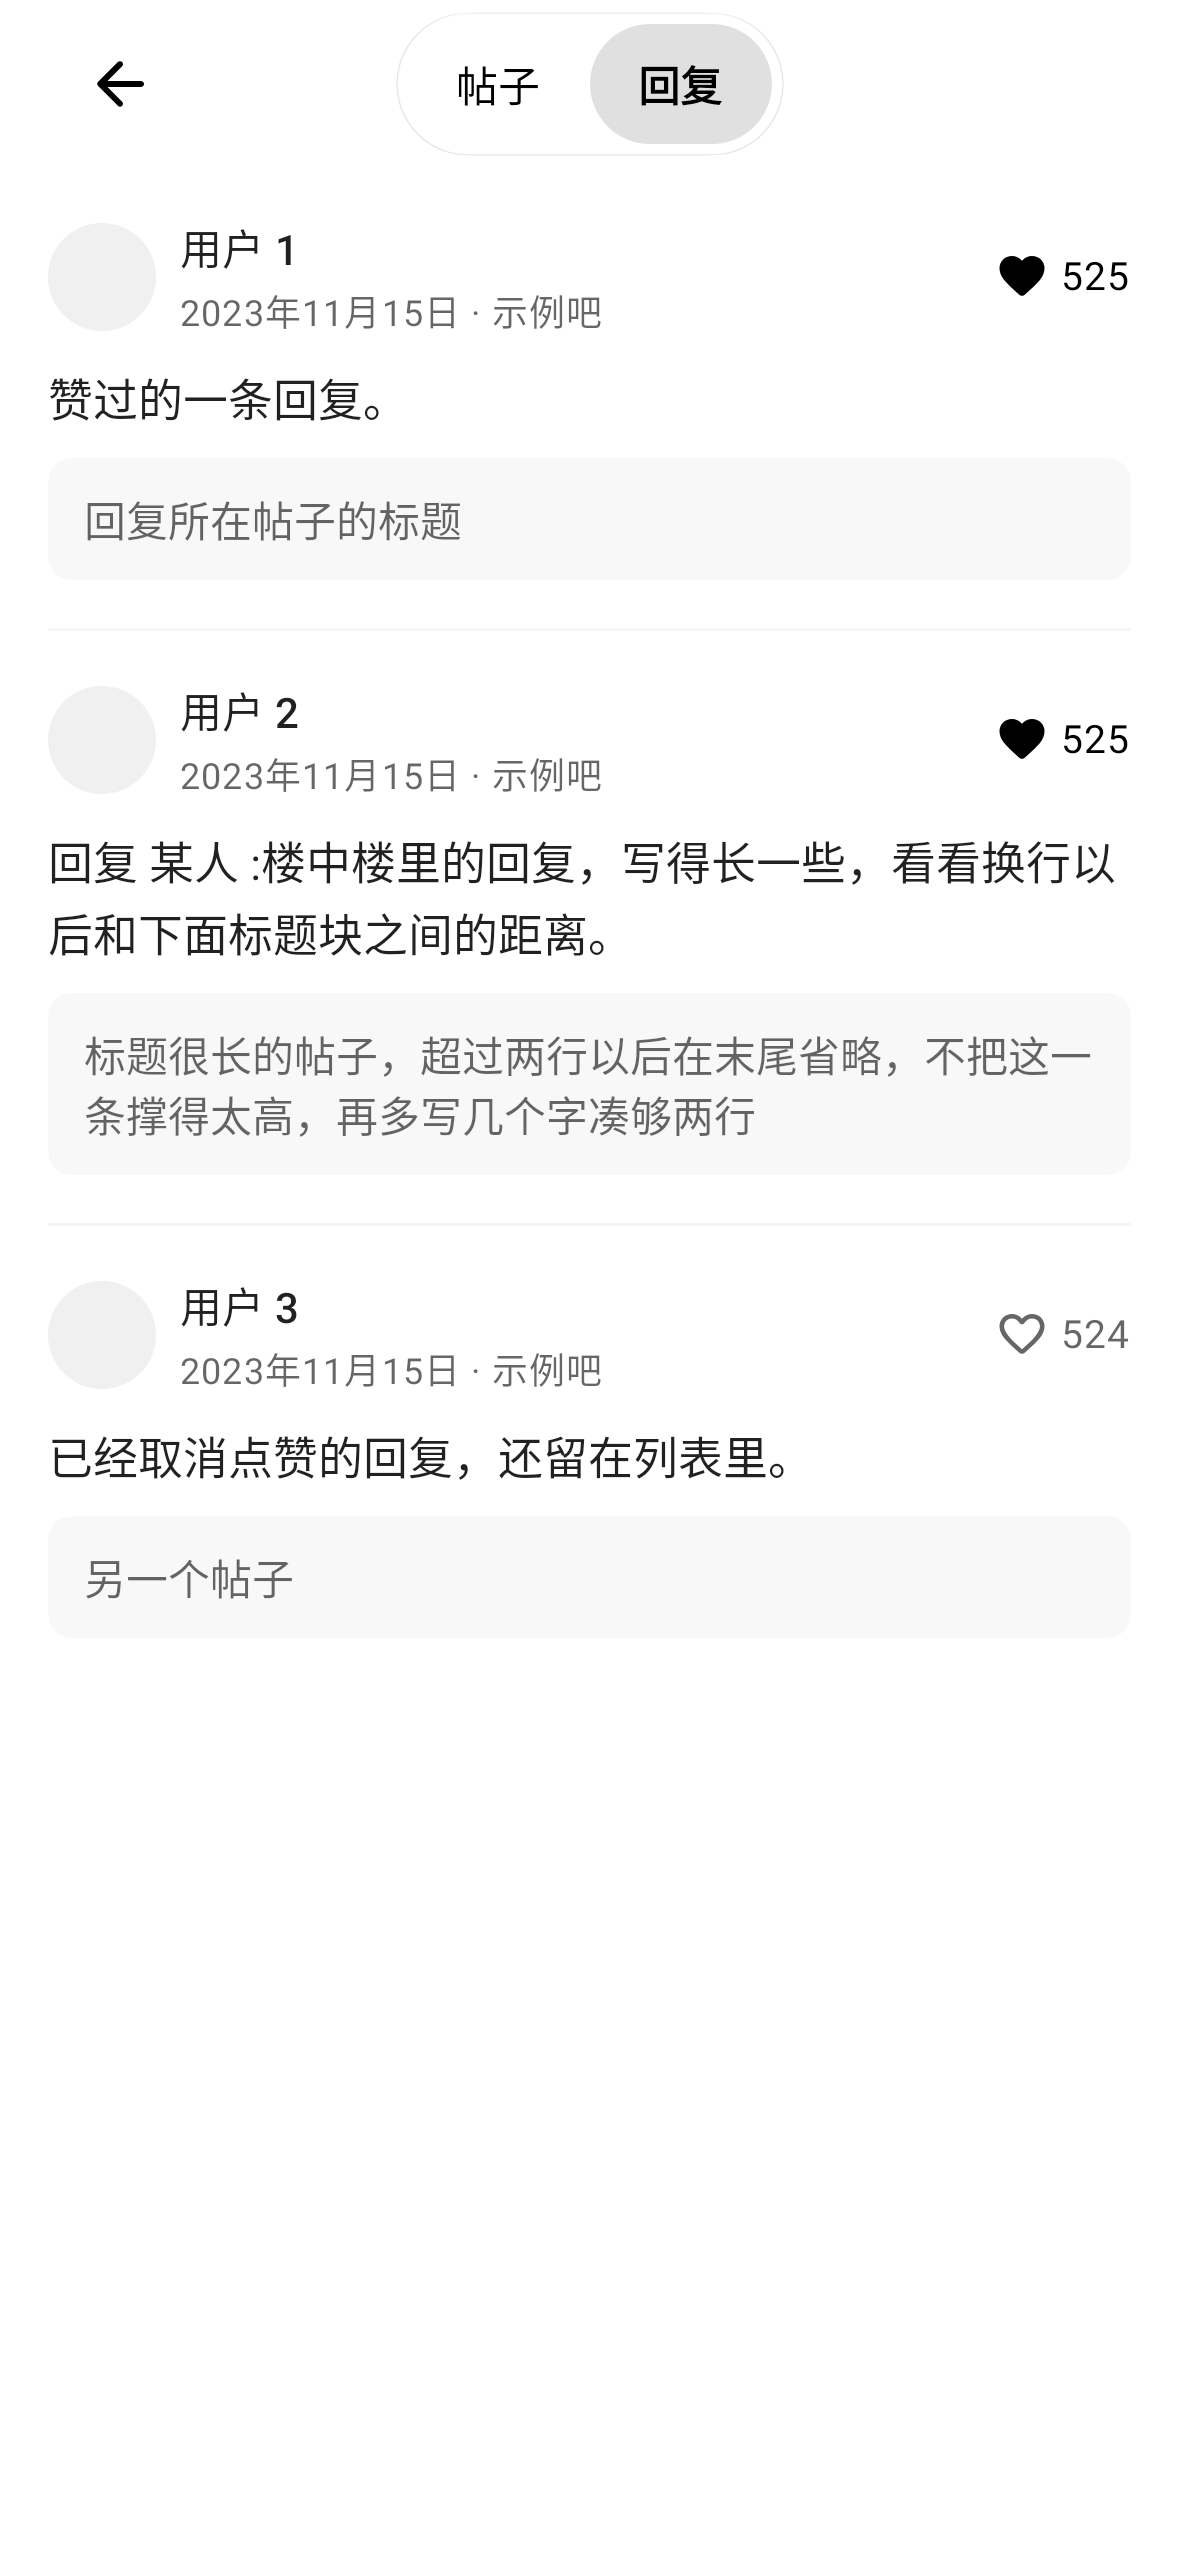 帖子 回复
用户 1
525
2023年11月15日 · 示例吧
赞过的一条回复。
回复所在帖子的标题
用户 2
525
2023年11月15日 · 示例吧
回复 某人 :楼中楼里的回复，写得长一些，看看换行以
后和下面标题块之间的距离。
标题很长的帖子，超过两行以后在末尾省略，不把这一
条撑得太高，再多写几个字凑够两行
用户 3
524
2023年11月15日 · 示例吧
已经取消点赞的回复，还留在列表里。
另一个帖子